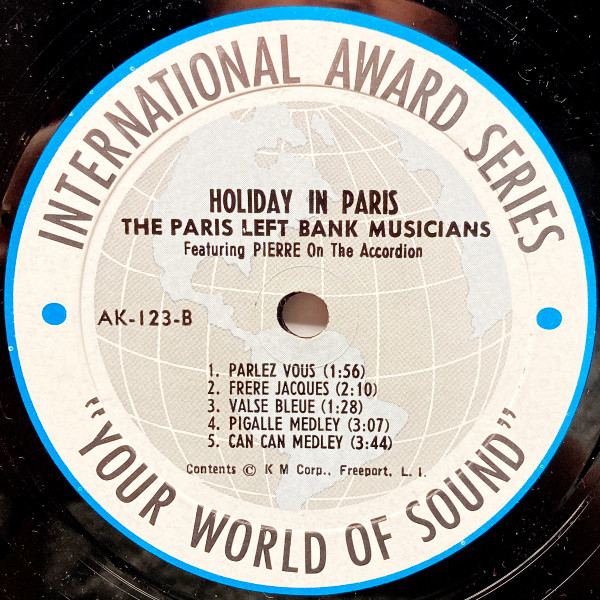 INTERNATIONAL AWARD SERIES
HOLIDAY IN PARIS
THE PARIS LEFT BANK MUSICIANS
Featuring PIERRE On The Accordion
AK-123-B
1. PARLEZ VOUS (1:56)
2. FRERE JACQUES (2:10)
3. VALSE BLEUE (1:28)
4. PIGALLE MEDLEY (3:07)
5. CAN CAN MEDLEY (3:44)
Contents © K M Corp., Freeport, L. I.
"YOUR WORLD OF SOUND"